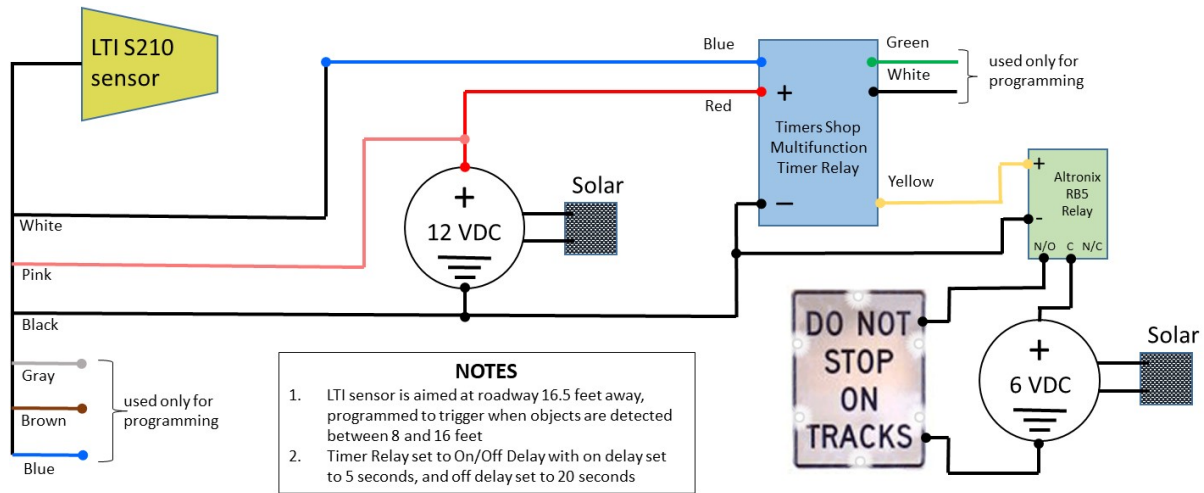 LTI S210
sensor
White
Pink
Black
Gray
Brown
Blue
used only for
programming
Blue
Red
+
−
Timers Shop
Multifunction
Timer Relay
Green
White
used only for
programming
Yellow
+
-
Altronix
RB5
Relay
N/O C N/C
+
12 VDC
Solar
DO NOT
STOP
ON
TRACKS
+
6 VDC
Solar
NOTES
1. LTI sensor is aimed at roadway 16.5 feet away,
programmed to trigger when objects are detected
between 8 and 16 feet
2. Timer Relay set to On/Off Delay with on delay set
to 5 seconds, and off delay set to 20 seconds